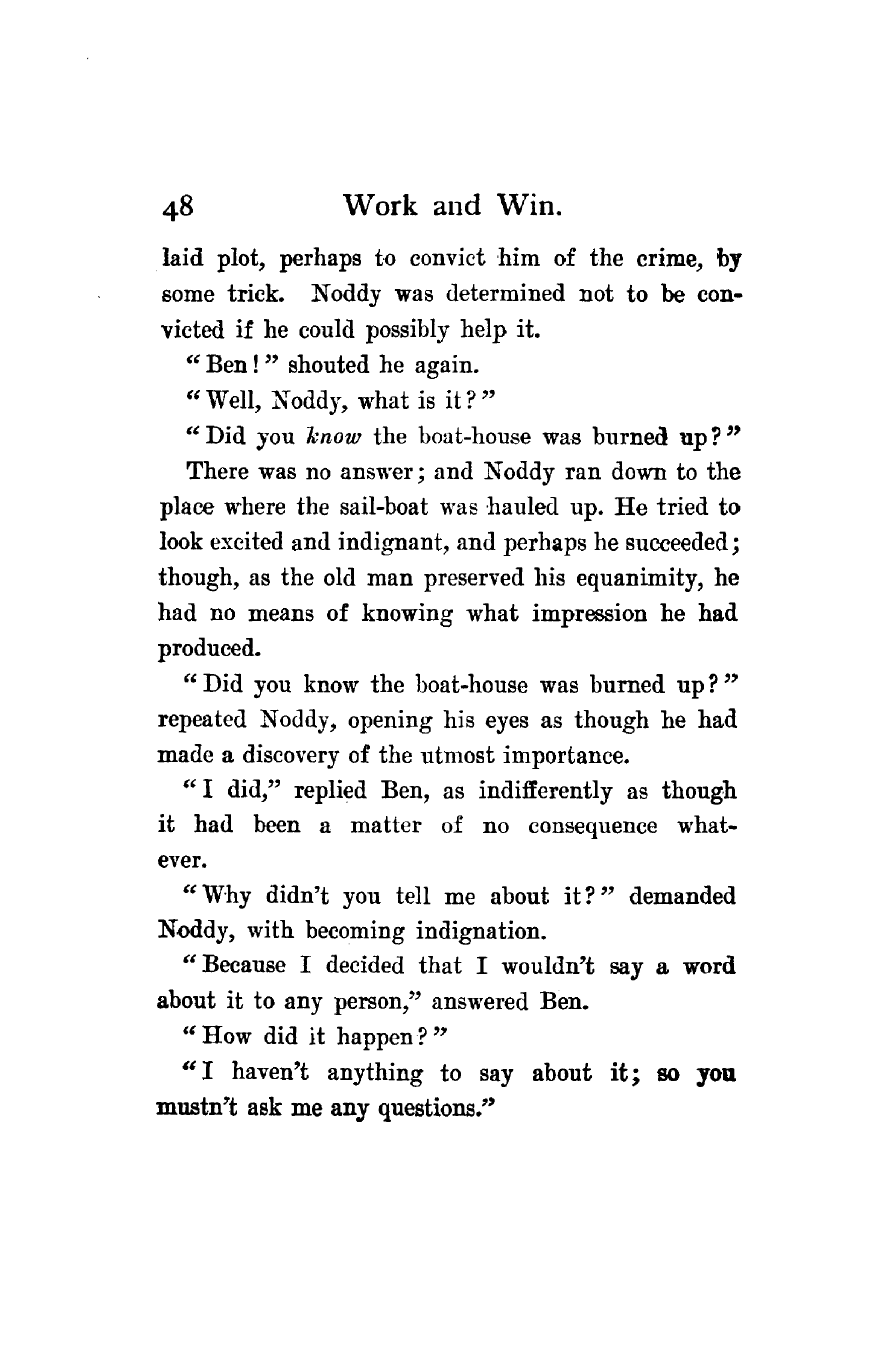 48 Work and Win.
laid plot, perhaps to convict him of the crime, by
some trick. Noddy was determined not to be con-
victed if he could possibly help it.
“Ben!” shouted he again.
“Well, Noddy, what is it?”
“Did you know the boat-house was burned up?”
There was no answer; and Noddy ran down to the
place where the sail-boat was hauled up. He tried to
look excited and indignant, and perhaps he succeeded;
though, as the old man preserved his equanimity, he
had no means of knowing what impression he had
produced.
“Did you know the boat-house was burned up?”
repeated Noddy, opening his eyes as though he had
made a discovery of the utmost importance.
“I did,” replied Ben, as indifferently as though
it had been a matter of no consequence what-
ever.
“Why didn’t you tell me about it?” demanded
Noddy, with becoming indignation.
“Because I decided that I wouldn’t say a word
about it to any person,” answered Ben.
“How did it happen?”
“I haven’t anything to say about it; so you
mustn’t ask me any questions.”